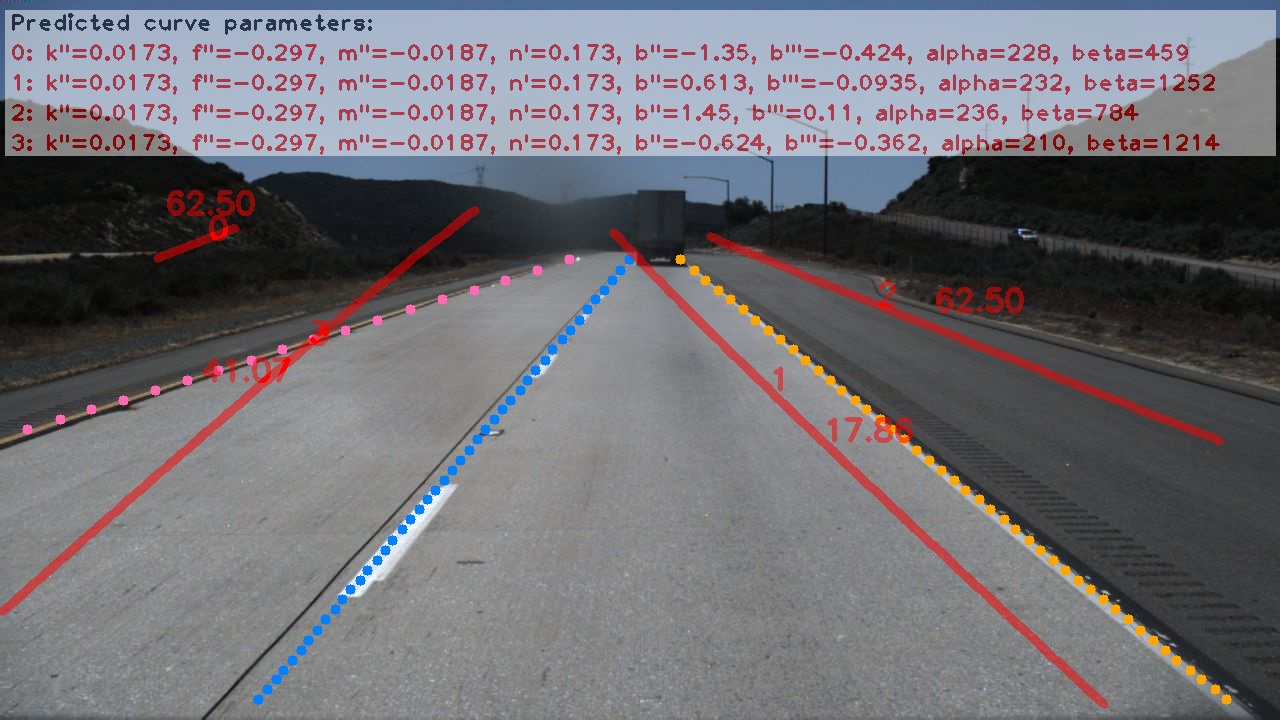 Predicted curve parameters:
0: k''=0.0173, f''=-0.297, m''=-0.0187, n'=0.173, b''=-1.35, b'''=-0.424, alpha=228, beta=459
1: k''=0.0173, f''=-0.297, m''=-0.0187, n'=0.173, b''=0.613, b'''=-0.0935, alpha=232, beta=1252
2: k''=0.0173, f''=-0.297, m''=-0.0187, n'=0.173, b''=1.45, b'''=0.11, alpha=236, beta=784
3: k''=0.0173, f''=-0.297, m''=-0.0187, n'=0.173, b''=-0.624, b'''=-0.362, alpha=210, beta=1214
62.50
0
2
62.50
3
41.07
1
17.86